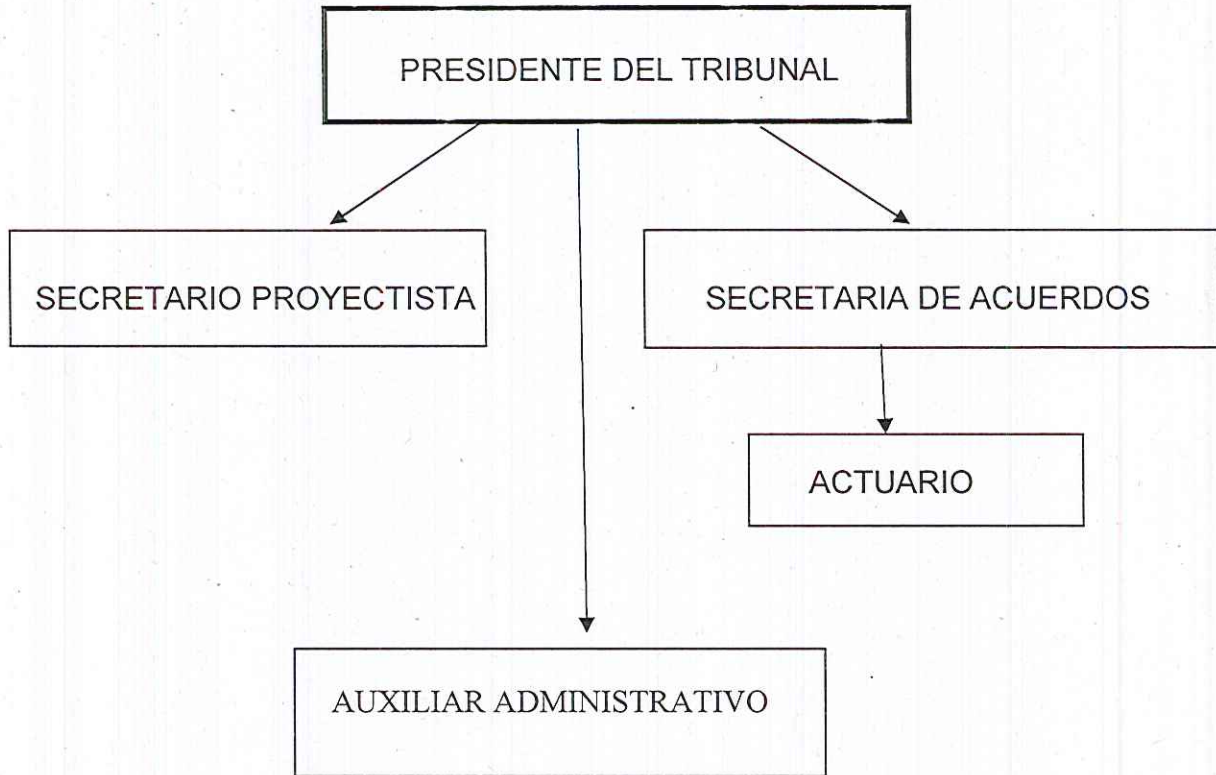 PRESIDENTE DEL TRIBUNAL
SECRETARIO PROYECTISTA
SECRETARIA DE ACUERDOS
ACTUARIO
AUXILIAR ADMINISTRATIVO